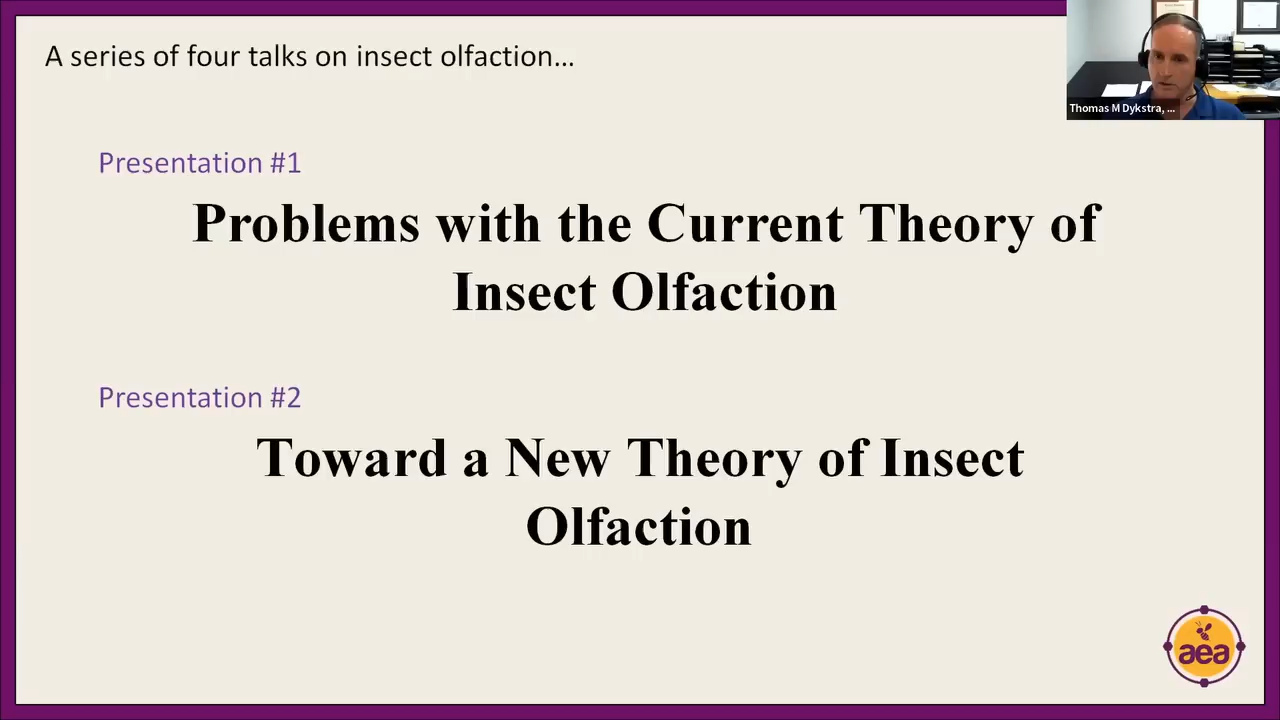 A series of four talks on insect olfaction...
Thomas M Dykstra, ...
Presentation #1
Problems with the Current Theory of
Insect Olfaction
Presentation #2
Toward a New Theory of Insect
Olfaction
aea